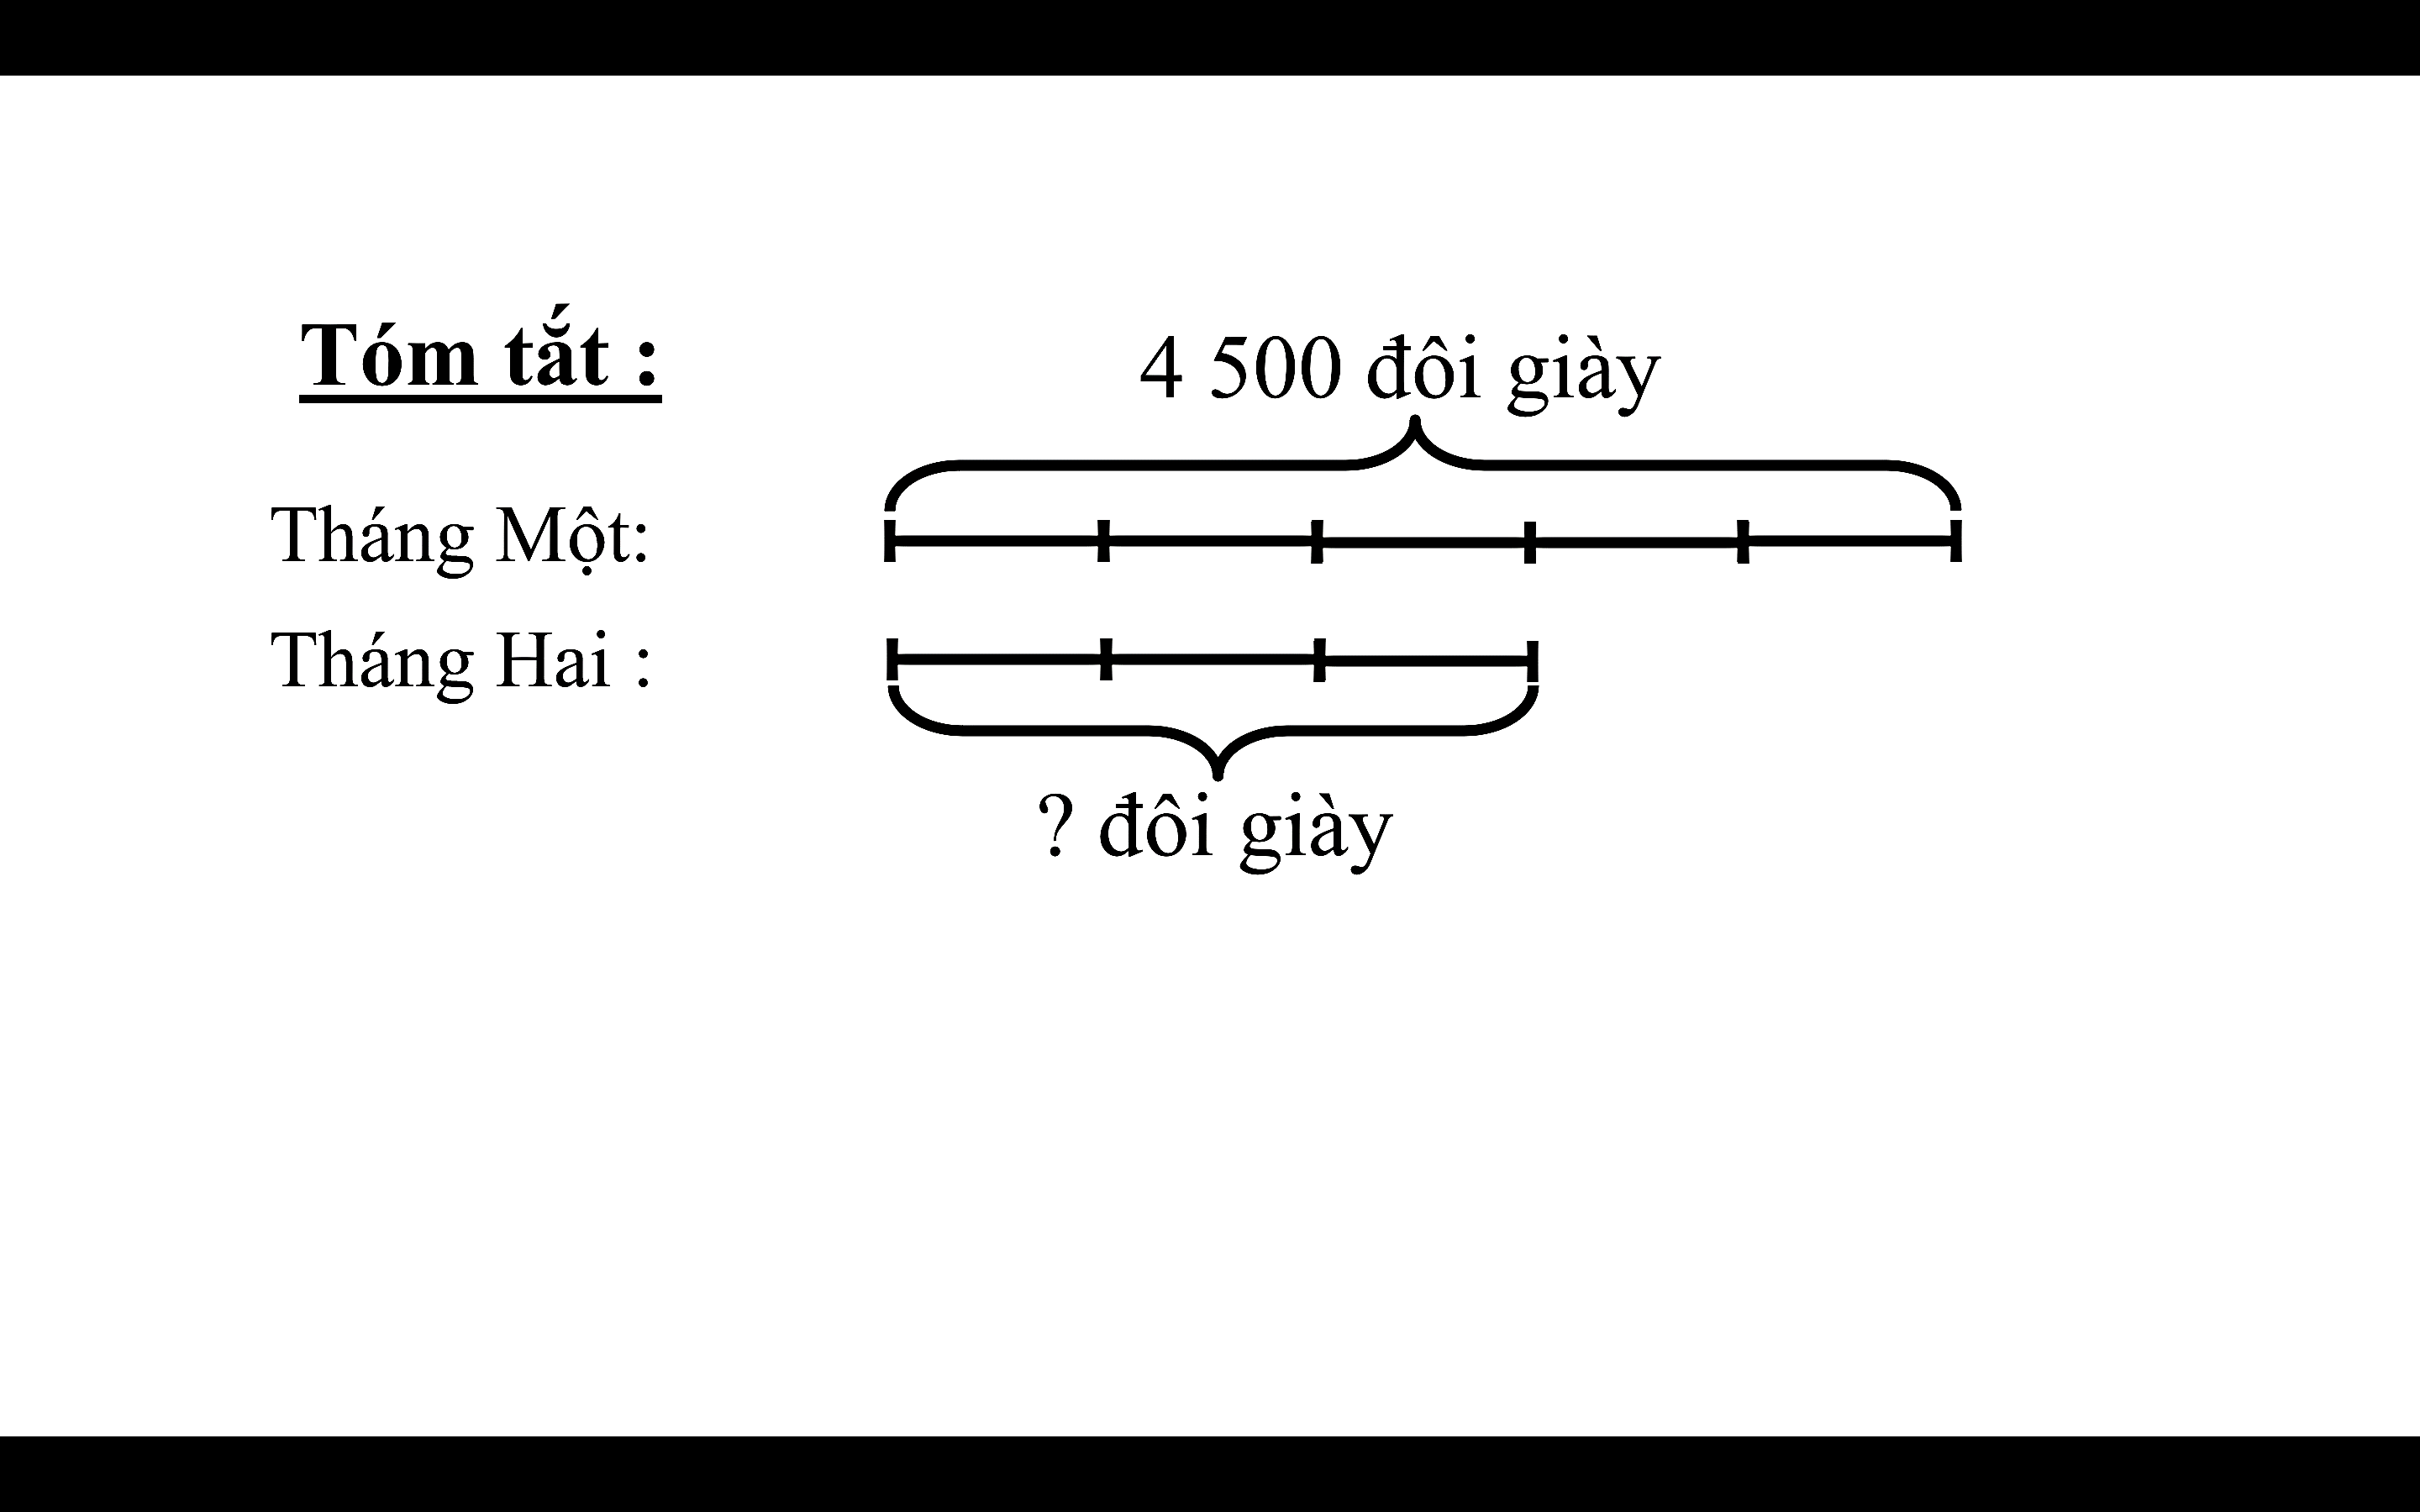 Tóm tắt :
4 500 đôi giày
Tháng Một:
Tháng Hai :
? đôi giày